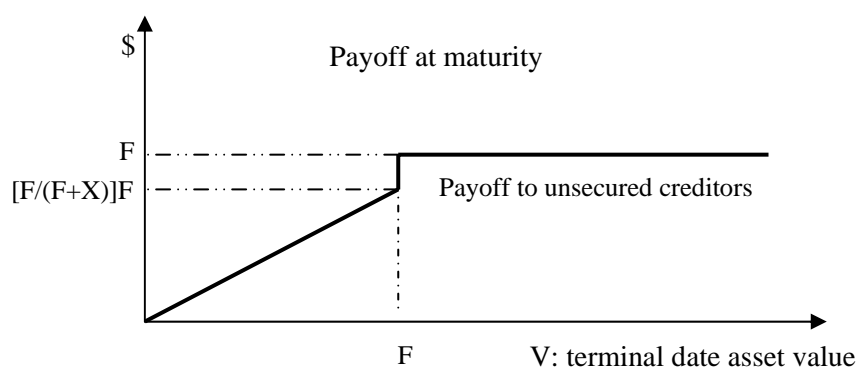 $
Payoff at maturity
F
[F/(F+X)]F
Payoff to unsecured creditors
F
V: terminal date asset value